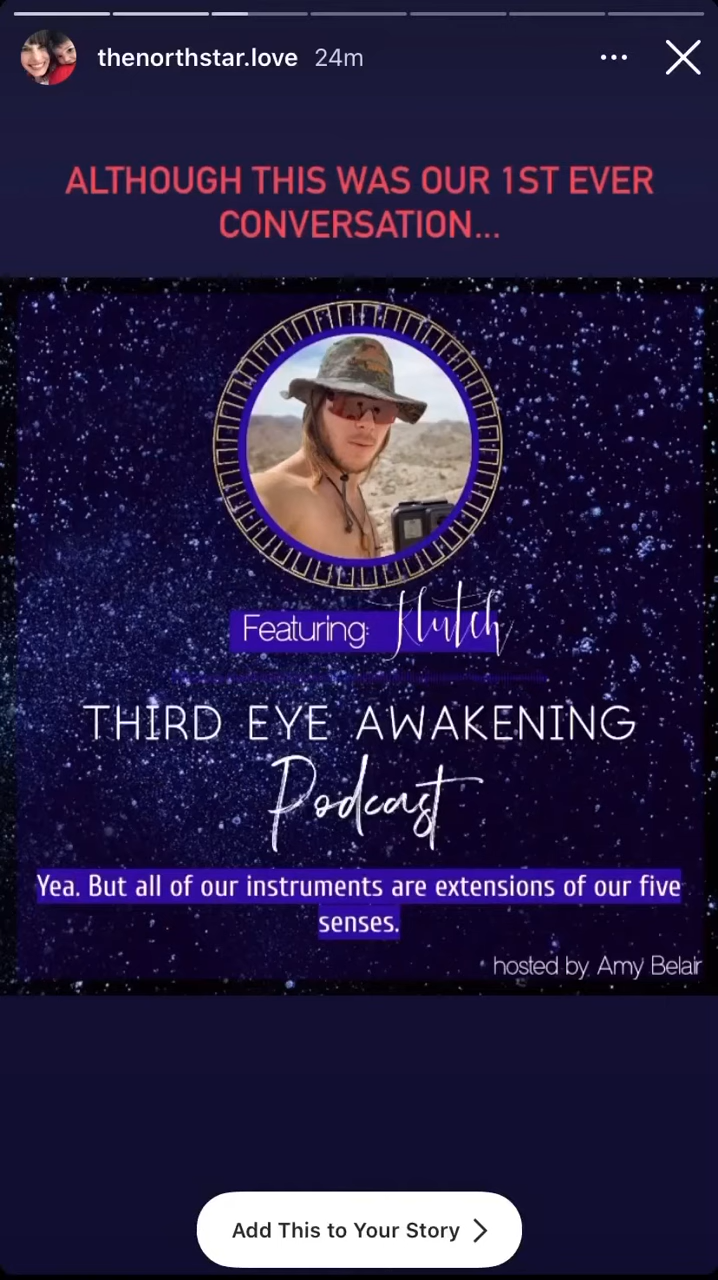 thenorthstar.love 24m
ALTHOUGH THIS WAS OUR 1ST EVER
CONVERSATION...
Featuring: Klutch
THIRD EYE AWAKENING
Podcast
Yea. But all of our instruments are extensions of our five
senses.
hosted by Amy Belair
Add This to Your Story